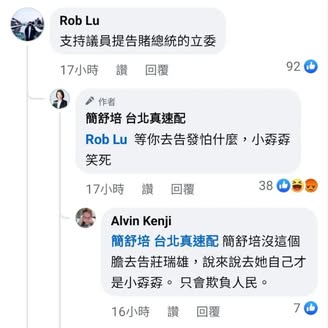 Rob Lu
支持議員提告賭總統的立委
17小時 讚 回覆 92
作者
簡舒培 台北真速配
Rob Lu 等你去告發怕什麼，小孬孬
笑死
17小時 讚 回覆 38
Alvin Kenji
簡舒培 台北真速配 簡舒培沒這個
膽去告莊瑞雄，說來說去她自己才
是小孬孬。 只會欺負人民。
16小時 讚 回覆 7